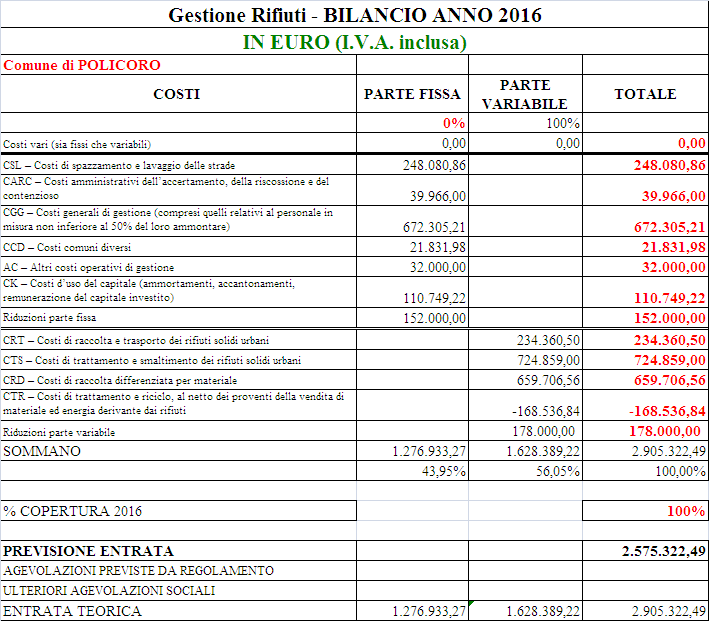 Gestione Rifiuti - BILANCIO ANNO 2016
IN EURO (I.V.A. inclusa)
Comune di POLICORO
COSTI PARTE FISSA PARTE VARIABILE TOTALE
0% 100%
Costi vari (sia fissi che variabili) 0,00 0,00 0,00
CSL – Costi di spazzamento e lavaggio delle strade 248.080,86 248.080,86
CARC – Costi amministrativi dell'accertamento, della riscossione e del
contenzioso 39.966,00 39.966,00
CGG – Costi generali di gestione (compresi quelli relativi al personale in
misura non inferiore al 50% del loro ammontare) 672.305,21 672.305,21
CCD – Costi comuni diversi 21.831,98 21.831,98
AC – Altri costi operativi di gestione 32.000,00 32.000,00
CK – Costi d'uso del capitale (ammortamenti, accantonamenti,
remunerazione del capitale investito) 110.749,22 110.749,22
Riduzioni parte fissa 152.000,00 152.000,00
CRT – Costi di raccolta e trasporto dei rifiuti solidi urbani 234.360,50 234.360,50
CTS – Costi di trattamento e smaltimento dei rifiuti solidi urbani 724.859,00 724.859,00
CRD – Costi di raccolta differenziata per materiale 659.706,56 659.706,56
CTR – Costi di trattamento e riciclo, al netto dei proventi della vendita di
materiale ed energia derivante dai rifiuti -168.536,84 -168.536,84
Riduzioni parte variabile 178.000,00 178.000,00
SOMMANO 1.276.933,27 1.628.389,22 2.905.322,49
43,95% 56,05% 100,00%
% COPERTURA 2016 100%
PREVISIONE ENTRATA 2.575.322,49
AGEVOLAZIONI PREVISTE DA REGOLAMENTO
ULTERIORI AGEVOLAZIONI SOCIALI
ENTRATA TEORICA 1.276.933,27 1.628.389,22 2.905.322,49